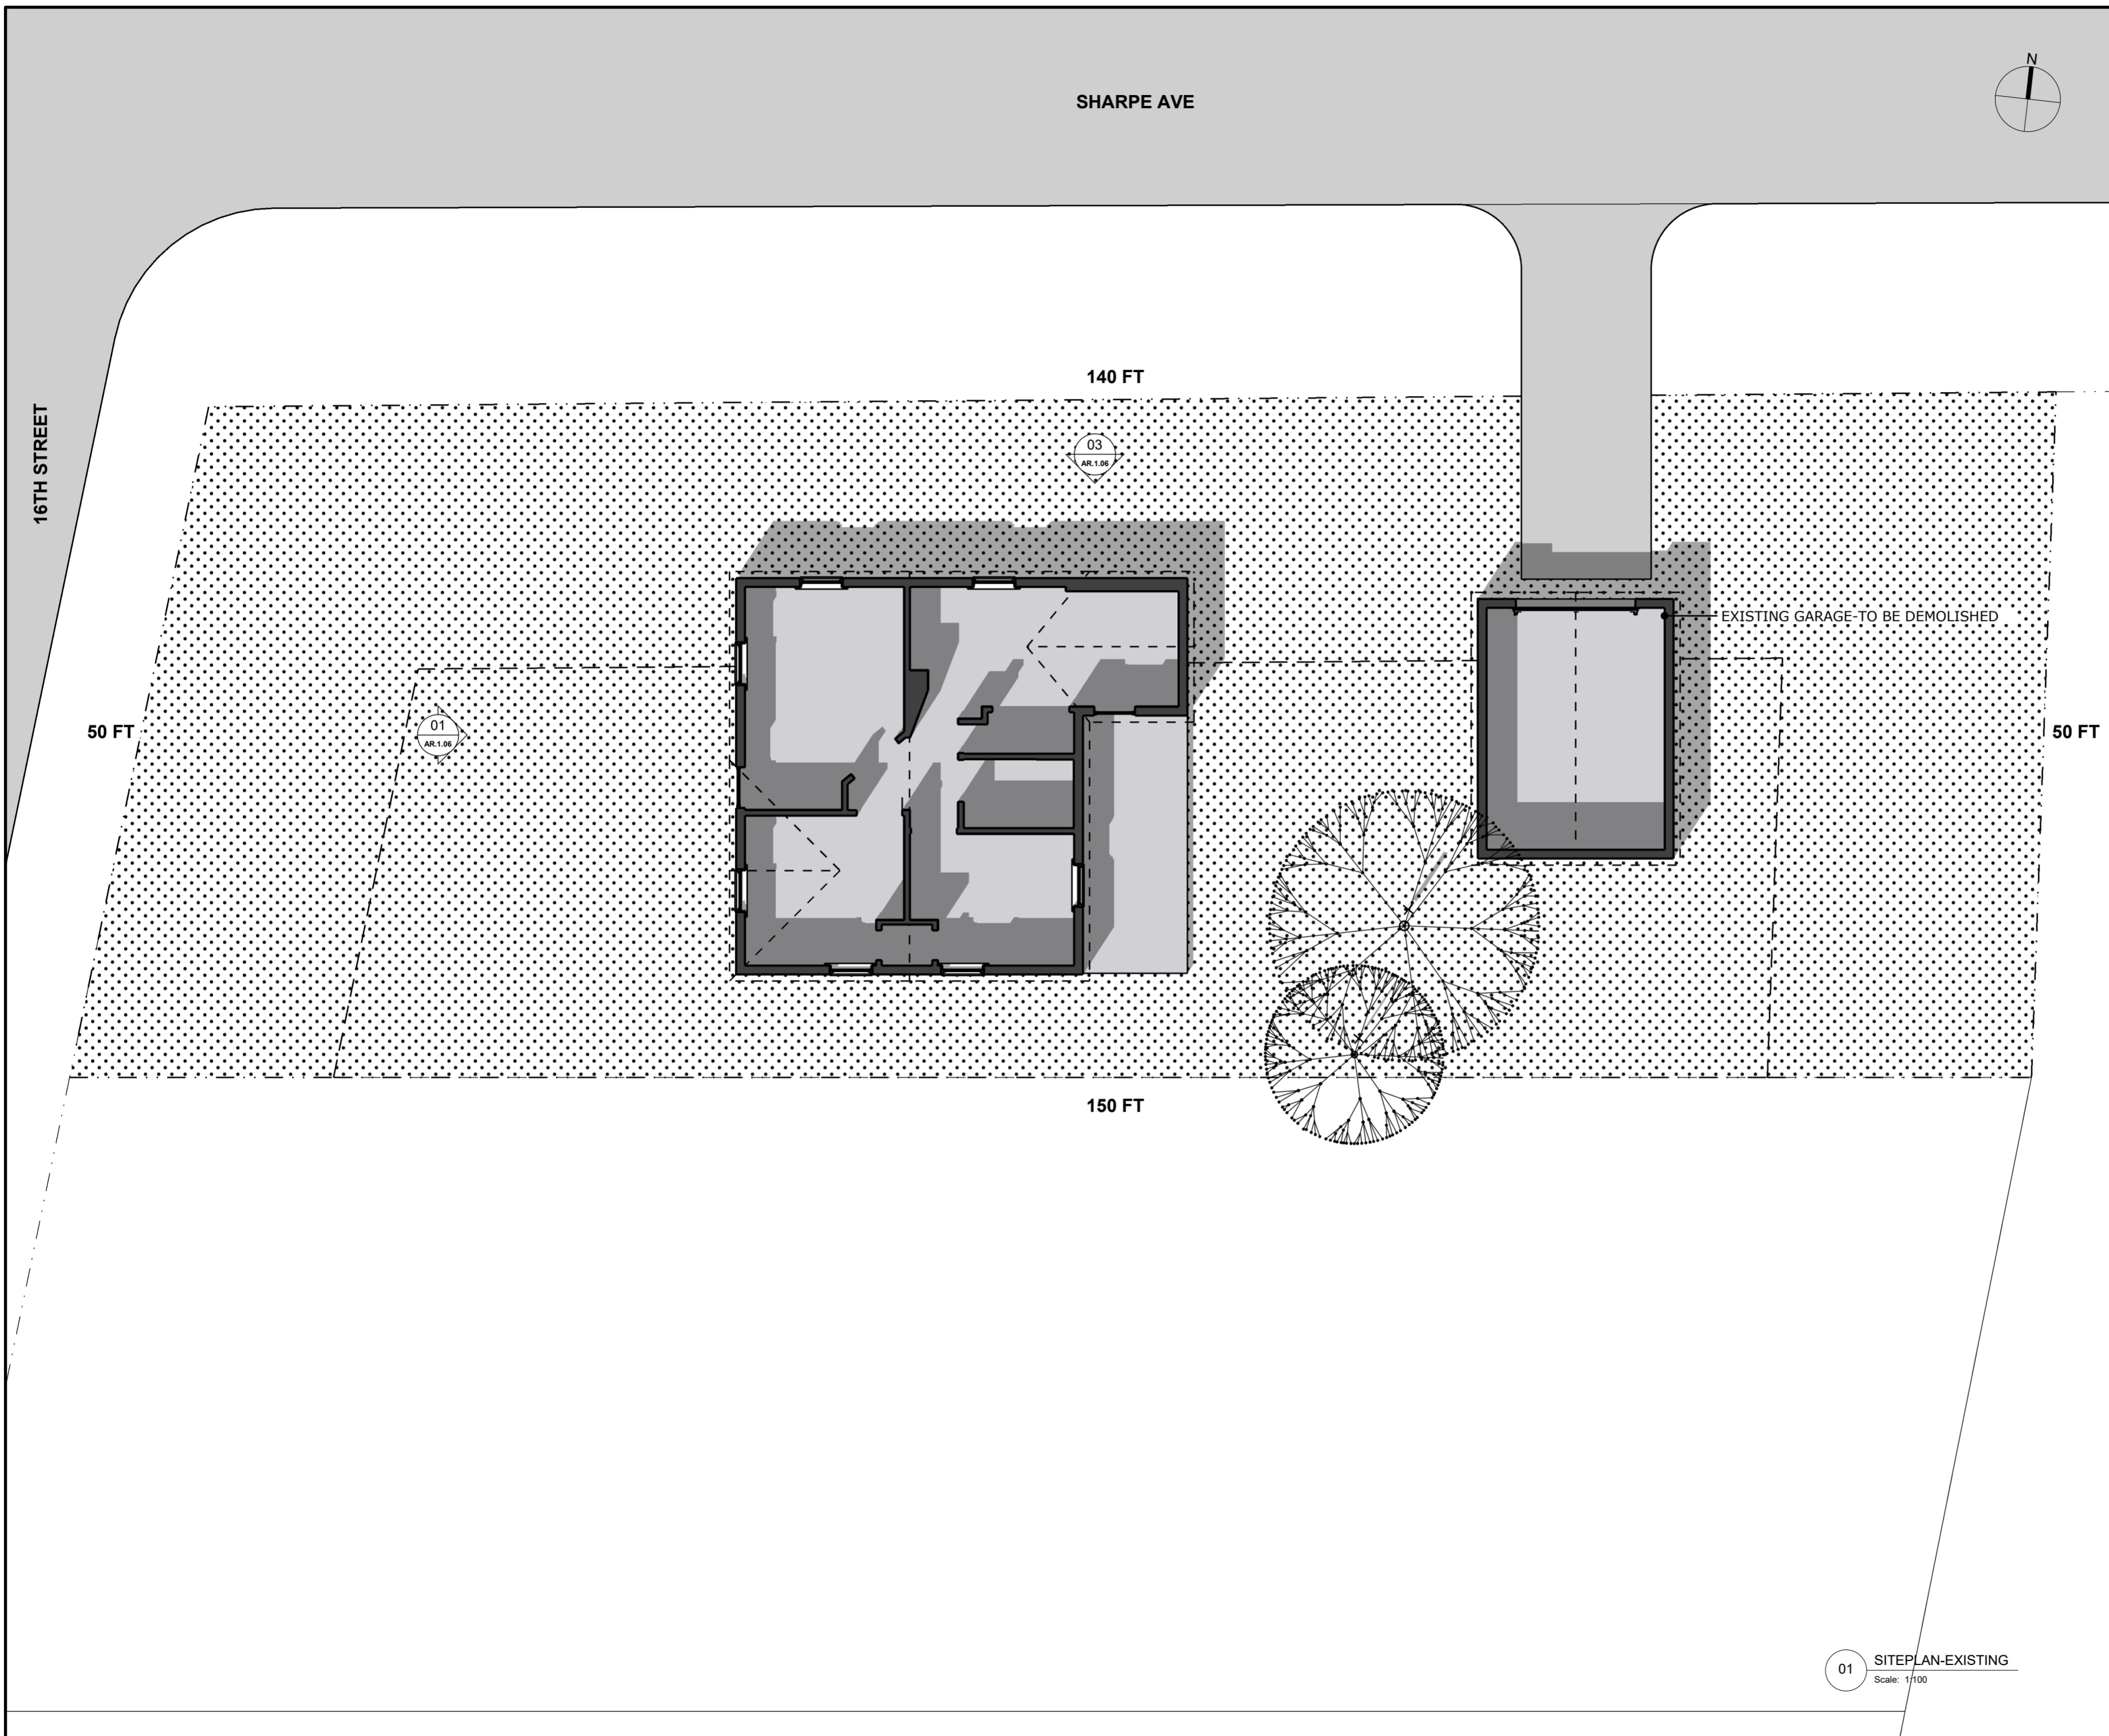 N
SHARPE AVE
140 FT
16TH STREET
03
AR.1.06
EXISTING GARAGE-TO BE DEMOLISHED
01
AR.1.06
50 FT
50 FT
150 FT
01
SITEPLAN-EXISTING
Scale: 1:100